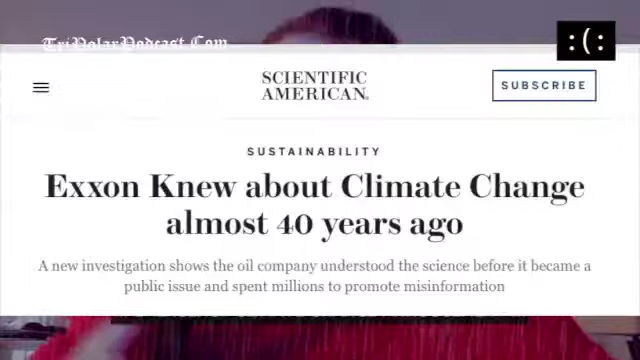 TriPolarPodcast.Com
:(:
SCIENTIFIC
AMERICAN
SUBSCRIBE
SUSTAINABILITY
Exxon Knew about Climate Change
almost 40 years ago
A new investigation shows the oil company understood the science before it became a
public issue and spent millions to promote misinformation